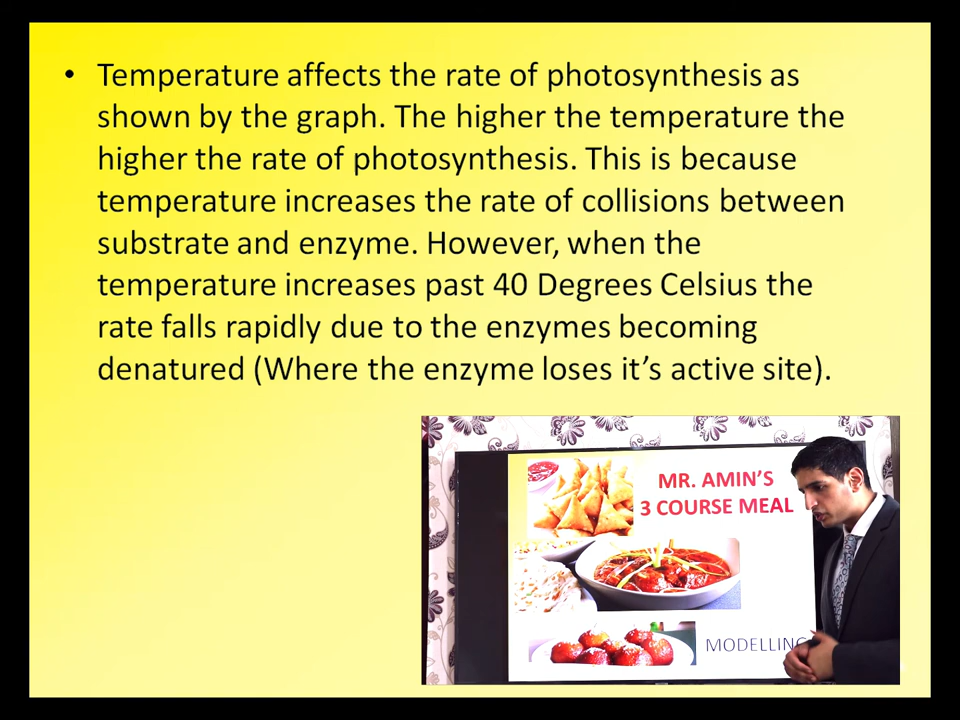 • Temperature affects the rate of photosynthesis as
shown by the graph. The higher the temperature the
higher the rate of photosynthesis. This is because
temperature increases the rate of collisions between
substrate and enzyme. However, when the
temperature increases past 40 Degrees Celsius the
rate falls rapidly due to the enzymes becoming
denatured (Where the enzyme loses it’s active site).
MR. AMIN’S
3 COURSE MEAL
MODELLING